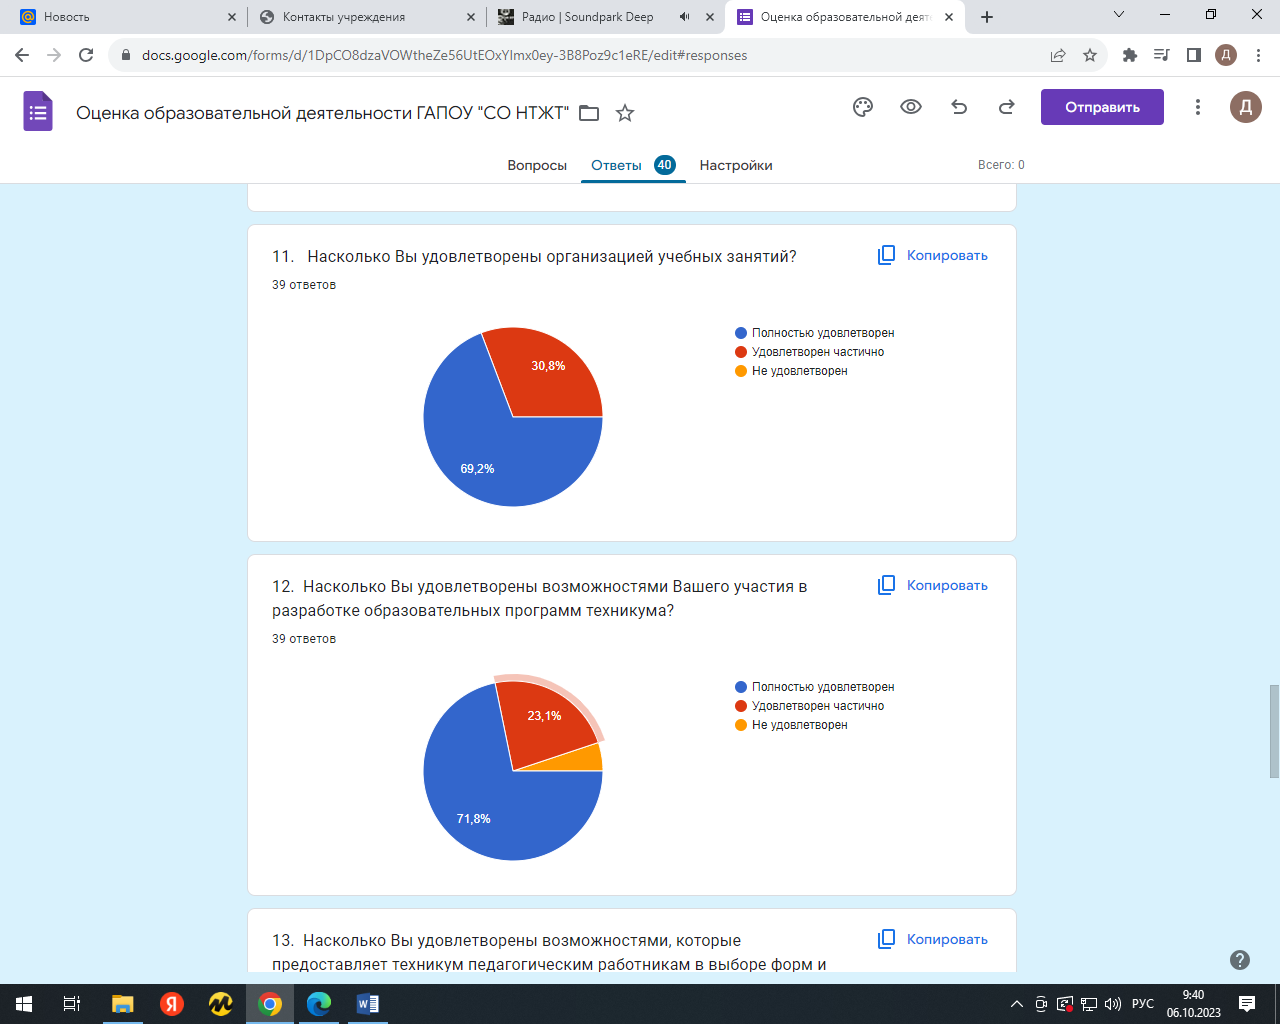 Новость
Контакты учреждения
Радио | Soundpark Deep
Оценка образовательной деят
docs.google.com/forms/d/1DpCO8dzaVOWtheZe56UtEOxYlmx0ey-3B8Poz9c1eRE/edit#responses
Д
Оценка образовательной деятельности ГАПОУ "СО НТЖТ"
Отправить
Д
Вопросы
Ответы 40
Настройки
Всего: 0
11. Насколько Вы удовлетворены организацией учебных занятий?
Копировать
39 ответов
30,8%
69,2%
Полностью удовлетворен
Удовлетворен частично
Не удовлетворен
12. Насколько Вы удовлетворены возможностями Вашего участия в
разработке образовательных программ техникума?
Копировать
39 ответов
23,1%
71,8%
Полностью удовлетворен
Удовлетворен частично
Не удовлетворен
13. Насколько Вы удовлетворены возможностями, которые
предоставляет техникум педагогическим работникам в выборе форм и
Копировать
РУС
9:40
06.10.2023